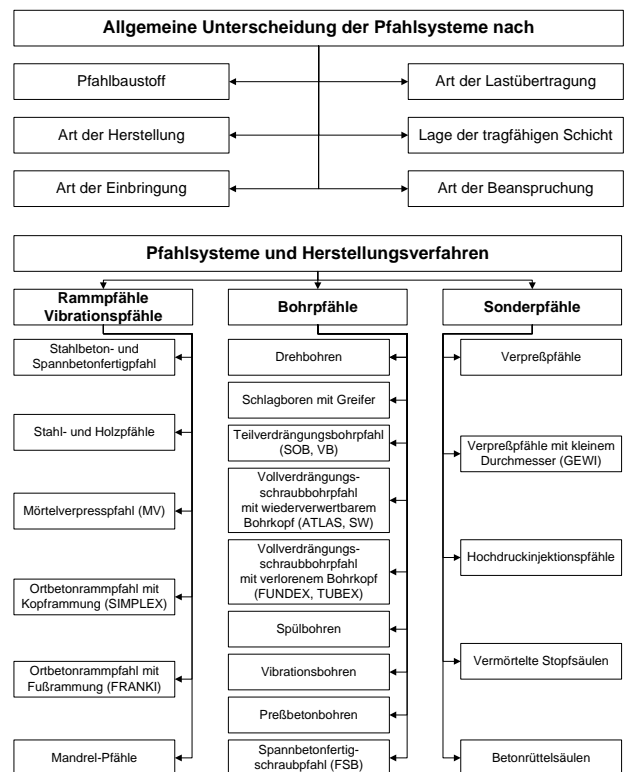 Allgemeine Unterscheidung der Pfahlsysteme nach
Pfahlbaustoff
Art der Lastübertragung
Art der Herstellung
Lage der tragfähigen Schicht
Art der Einbringung
Art der Beanspruchung
Pfahlsysteme und Herstellungsverfahren
Rammpfähle
Vibrationspfähle
Stahlbeton- und
Spannbetonfertigpfahl
Stahl- und Holzpfähle
Mörtelverpresspfahl (MV)
Ortbetonrammpfahl mit
Kopframmung (SIMPLEX)
Ortbetonrammpfahl mit
Fußrammung (FRANKI)
Mandrel-Pfähle
Bohrpfähle
Drehbohren
Schlagboren mit Greifer
Teilverdrängungsbohrpfahl
(SOB, VB)
Vollverdrängungs-
schraubbohrpfahl
mit wiederverwertbarem
Bohrkopf (ATLAS, SW)
Vollverdrängungs-
schraubbohrpfahl
mit verlorenem Bohrkopf
(FUNDEX, TUBEX)
Spülbohren
Vibrationsbohren
Preßbetonbohren
Spannbetonfertig-
schraubpfahl (FSB)
Sonderpfähle
Verpreßpfähle
Verpreßpfähle mit kleinem
Durchmesser (GEWI)
Hochdruckinjektionspfähle
Vermörtelte Stopfsäulen
Betonrüttelsäulen